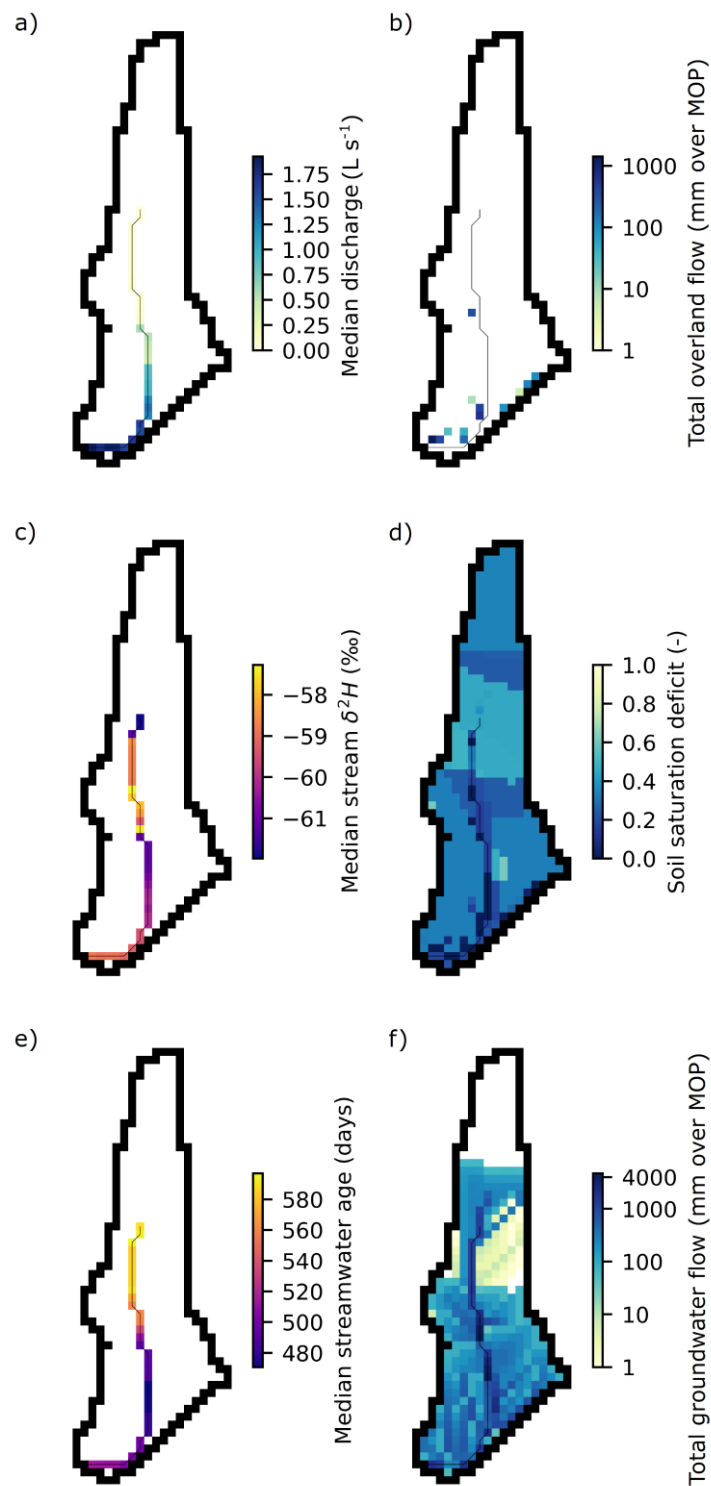 a)
1.75
1.50
1.25
1.00
0.75
0.50
0.25
0.00
Median discharge (L s⁻¹)
b)
1000
100
10
1
Total overland flow (mm over MOP)
c)
−58
−59
−60
−61
Median stream δ²H (‰)
d)
1.0
0.8
0.6
0.4
0.2
0.0
Soil saturation deficit (-)
e)
580
560
540
520
500
480
Median streamwater age (days)
f)
4000
1000
100
10
1
Total groundwater flow (mm over MOP)